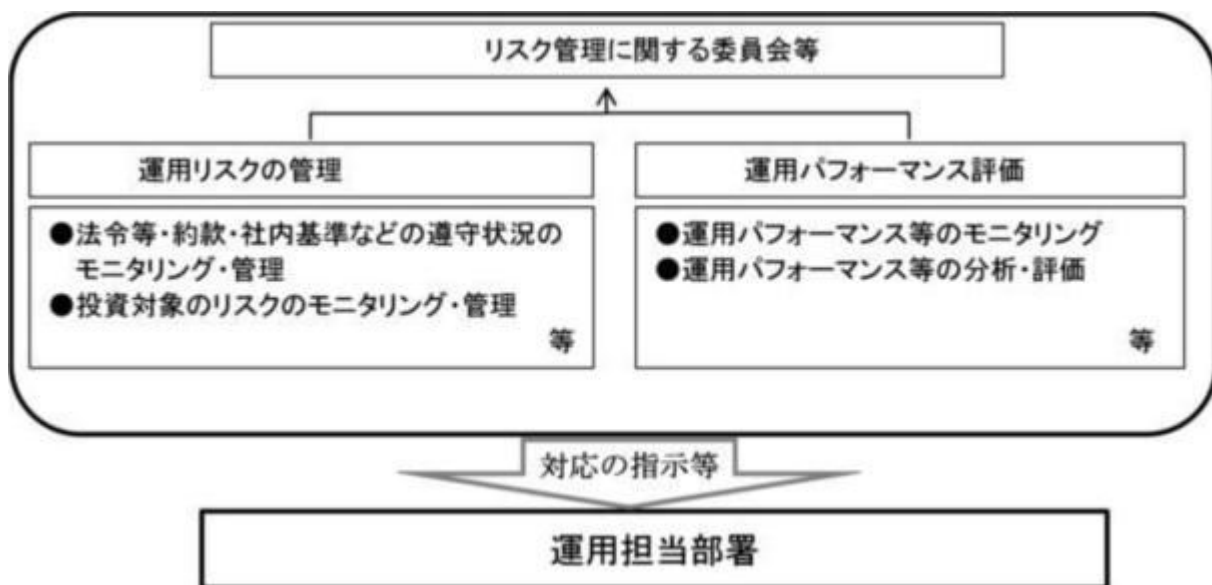 リスク管理に関する委員会等
運用リスクの管理
●法令等・約款・社内基準などの遵守状況の
モニタリング・管理
●投資対象のリスクのモニタリング・管理
等
運用パフォーマンス評価
●運用パフォーマンス等のモニタリング
●運用パフォーマンス等の分析・評価
等
対応の指示等
運用担当部署